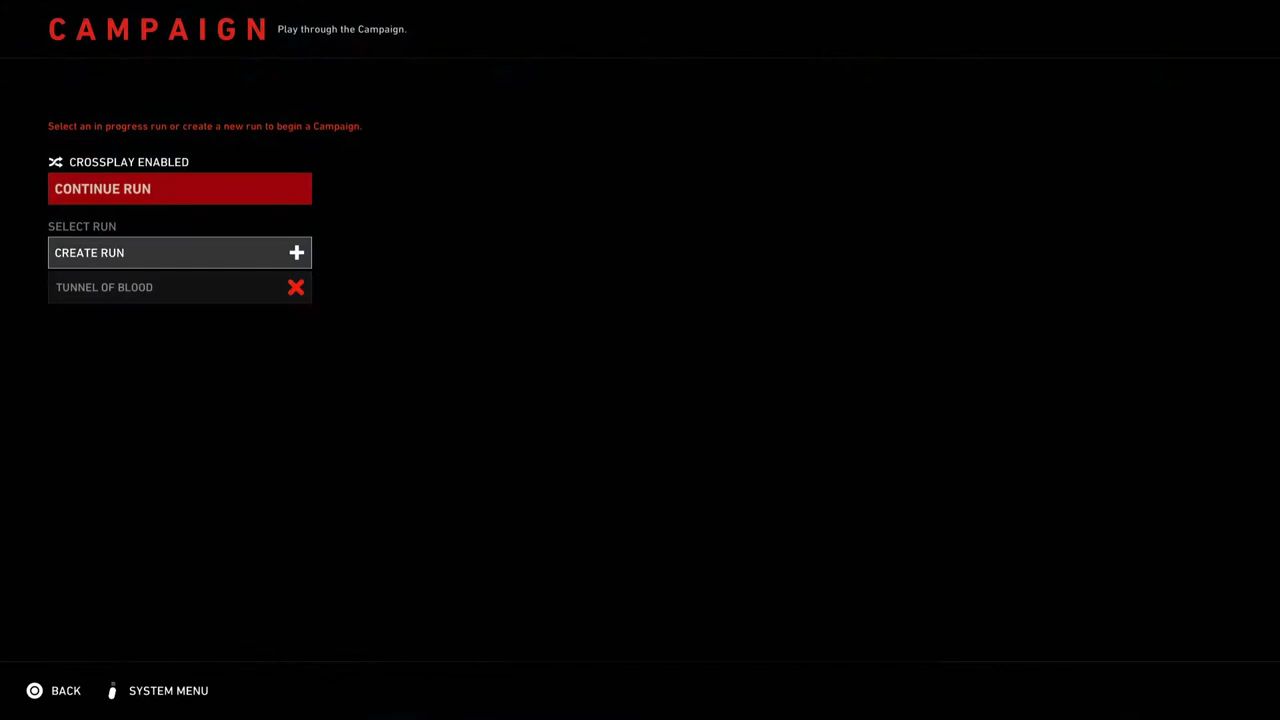 CAMPAIGN Play through the Campaign.
Select an in progress run or create a new run to begin a Campaign.
CROSSPLAY ENABLED
CONTINUE RUN
SELECT RUN
CREATE RUN
TUNNEL OF BLOOD
BACK SYSTEM MENU